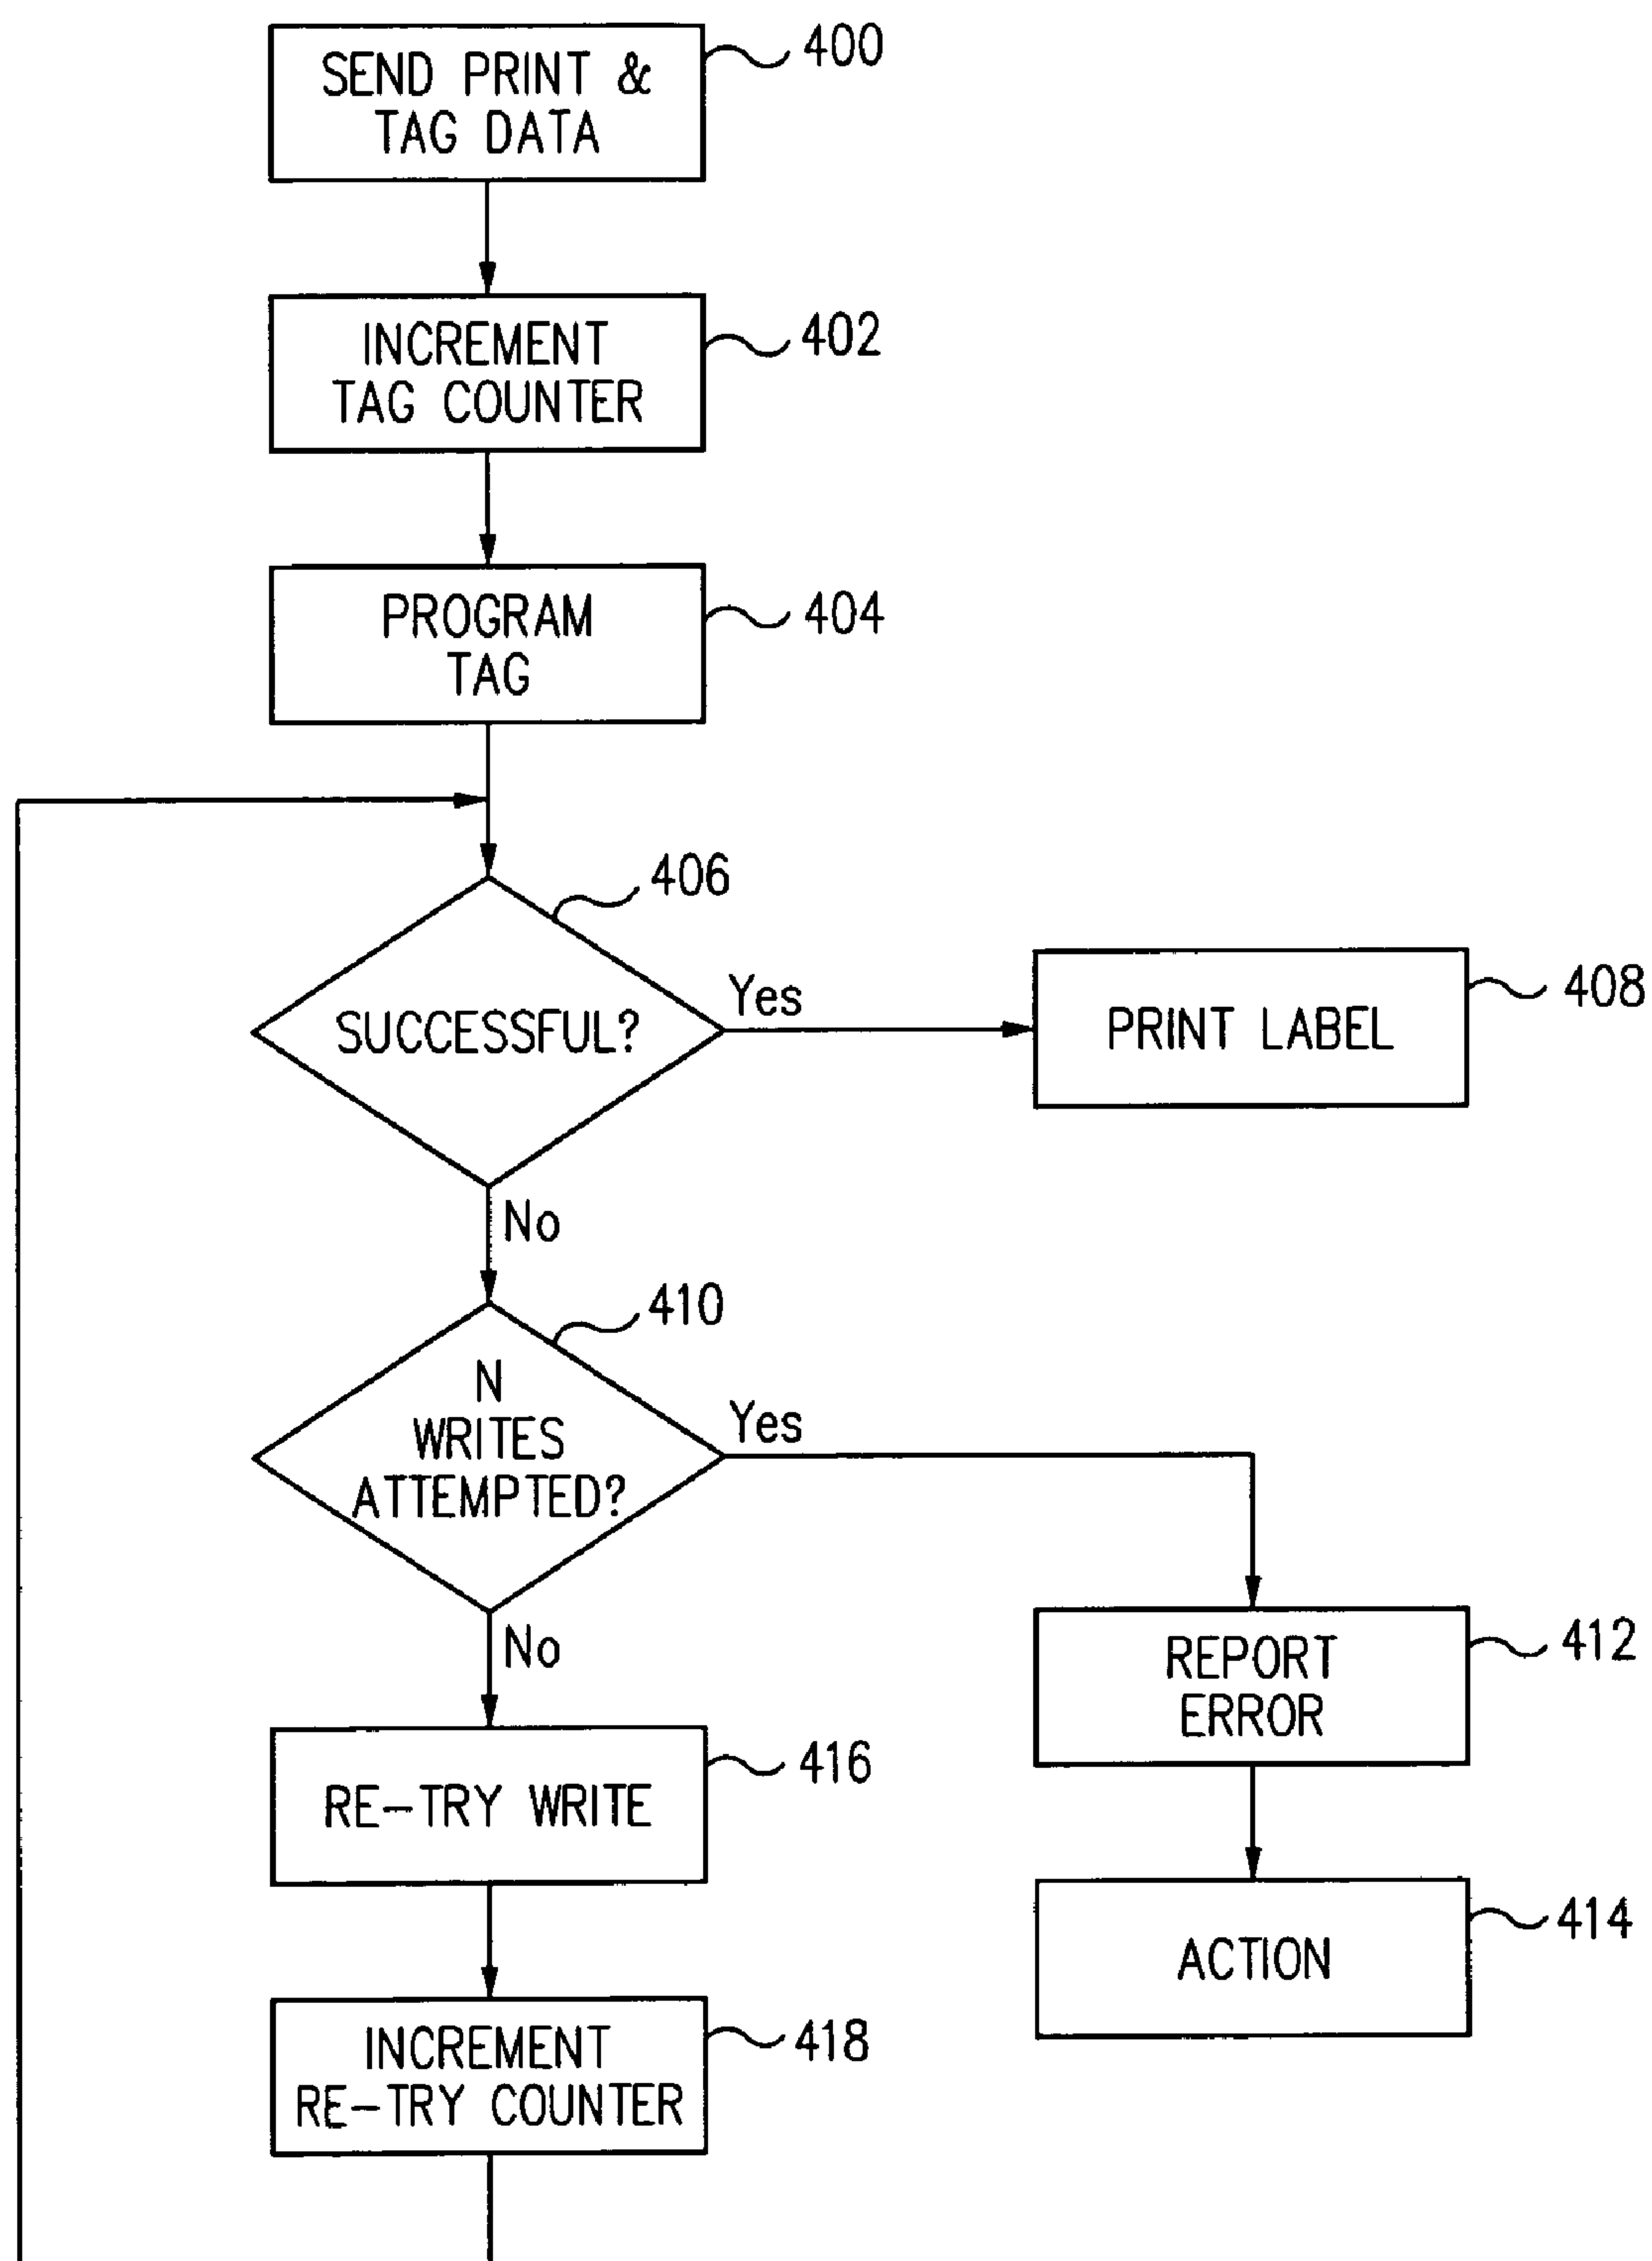 SEND PRINT &
TAG DATA
400
INCREMENT
TAG COUNTER
402
PROGRAM
TAG
404
406
SUCCESSFUL?
Yes
PRINT LABEL
408
No
410
N
WRITES
ATTEMPTED?
Yes
REPORT
ERROR
412
No
RE-TRY WRITE
416
ACTION
414
INCREMENT
RE-TRY COUNTER
418